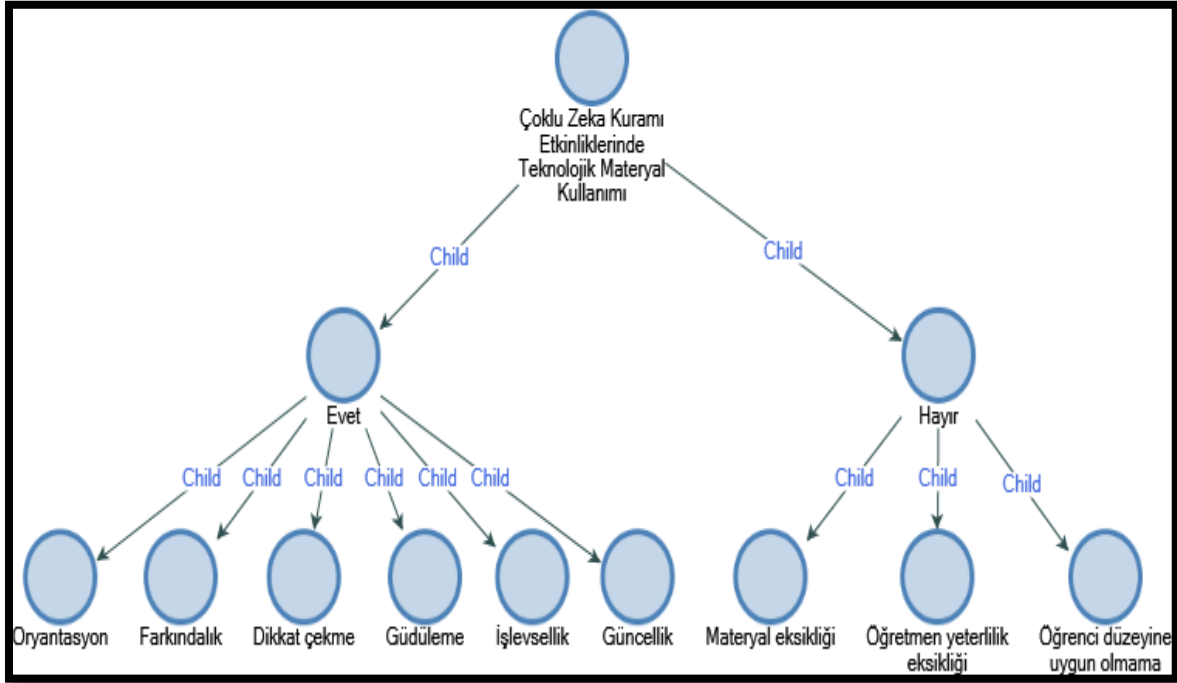 Çoklu Zeka Kuramı
Etkinliklerinde
Teknolojik Materyal
Kullanımı
Child
Child
Evet
Hayır
Child
Child
Child
Child
Child
Child
Child
Child
Child
Oryantasyon
Farkındalık
Dikkat çekme
Güdüleme
İşlevsellik
Güncellik
Materyal eksikliği
Öğretmen yeterlilik
eksikliği
Öğrenci düzeyine
uygun olmama